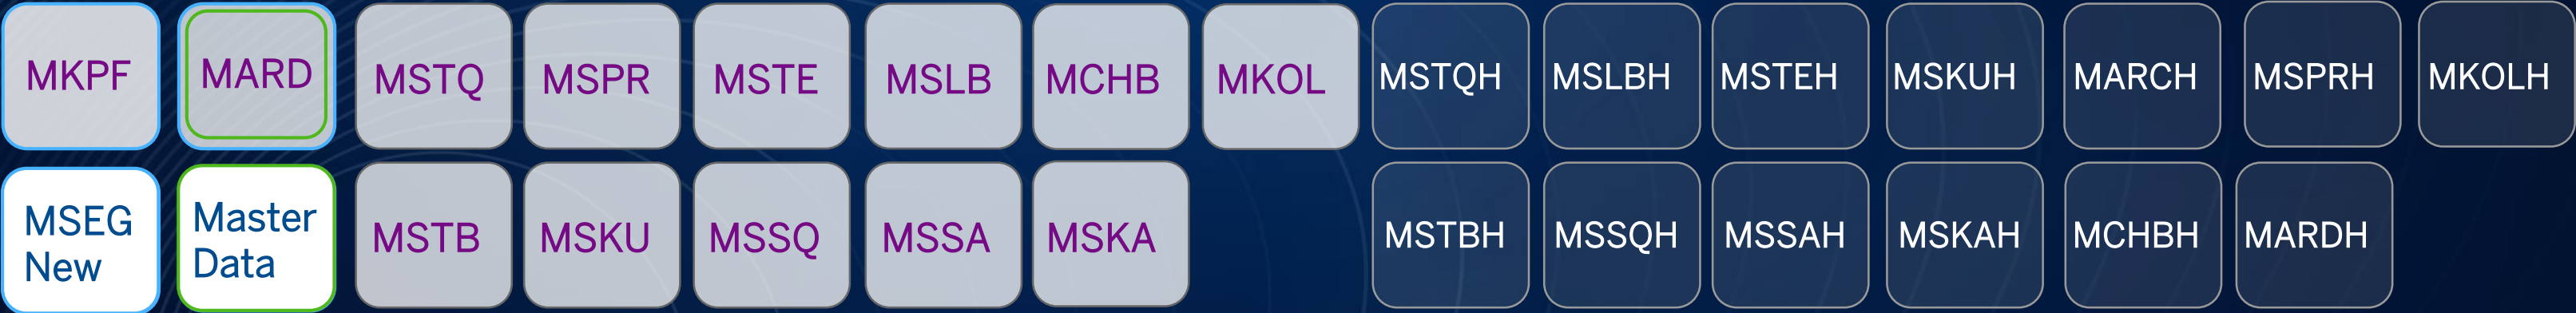 MKPF
MARD
MSTQ
MSPR
MSTE
MSLB
MCHB
MKOL
MSTQH
MSLBH
MSTEH
MSKUH
MARCH
MSPRH
MKOLH
MSEG
New
Master
Data
MSTB
MSKU
MSSQ
MSSA
MSKA
MSTBH
MSSQH
MSSAH
MSKAH
MCHBH
MARDH